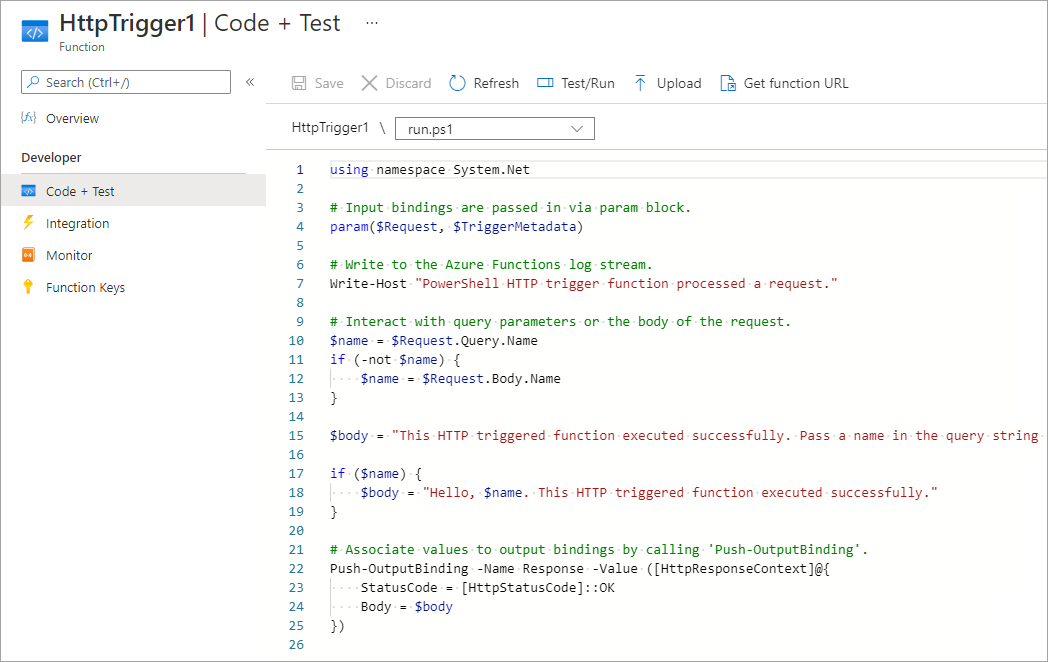 HttpTrigger1 | Code + Test ...
Function
Search (Ctrl+/)
«
Save
Discard
Refresh
Test/Run
Upload
Get function URL
Overview
Developer
Code + Test
Integration
Monitor
Function Keys
HttpTrigger1 \ run.ps1
1 using namespace System.Net
2
3 # Input bindings are passed in via param block.
4 param($Request, $TriggerMetadata)
5
6 # Write to the Azure Functions log stream.
7 Write-Host "PowerShell HTTP trigger function processed a request."
8
9 # Interact with query parameters or the body of the request.
10 $name = $Request.Query.Name
11 if (-not $name) {
12     $name = $Request.Body.Name
13 }
14
15 $body = "This HTTP triggered function executed successfully. Pass a name in the query string
16
17 if ($name) {
18     $body = "Hello, $name. This HTTP triggered function executed successfully."
19 }
20
21 # Associate values to output bindings by calling 'Push-OutputBinding'.
22 Push-OutputBinding -Name Response -Value ([HttpResponseContext]@{
23     StatusCode = [HttpStatusCode]::OK
24     Body = $body
25 })
26